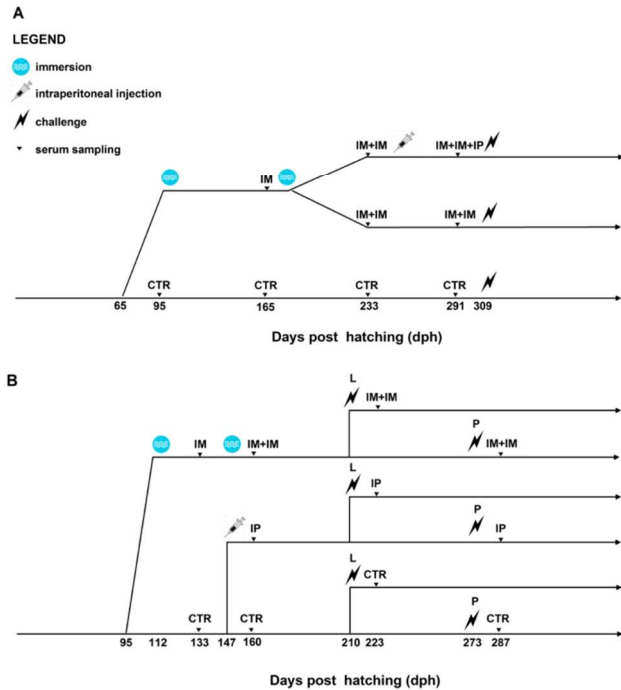 A
LEGEND
immersion
intraperitoneal injection
challenge
serum sampling
IM+IM IM+IM+IP
IM
IM+IM IM+IM
CTR CTR CTR CTR
65 95 165 233 291 309
Days post hatching (dph)
B
L
IM+IM
P
IM IM+IM IM+IM
L
IP
P
IP IP
L
CTR
P
CTR CTR CTR
95 112 133 147 160 210 223 273 287
Days post hatching (dph)